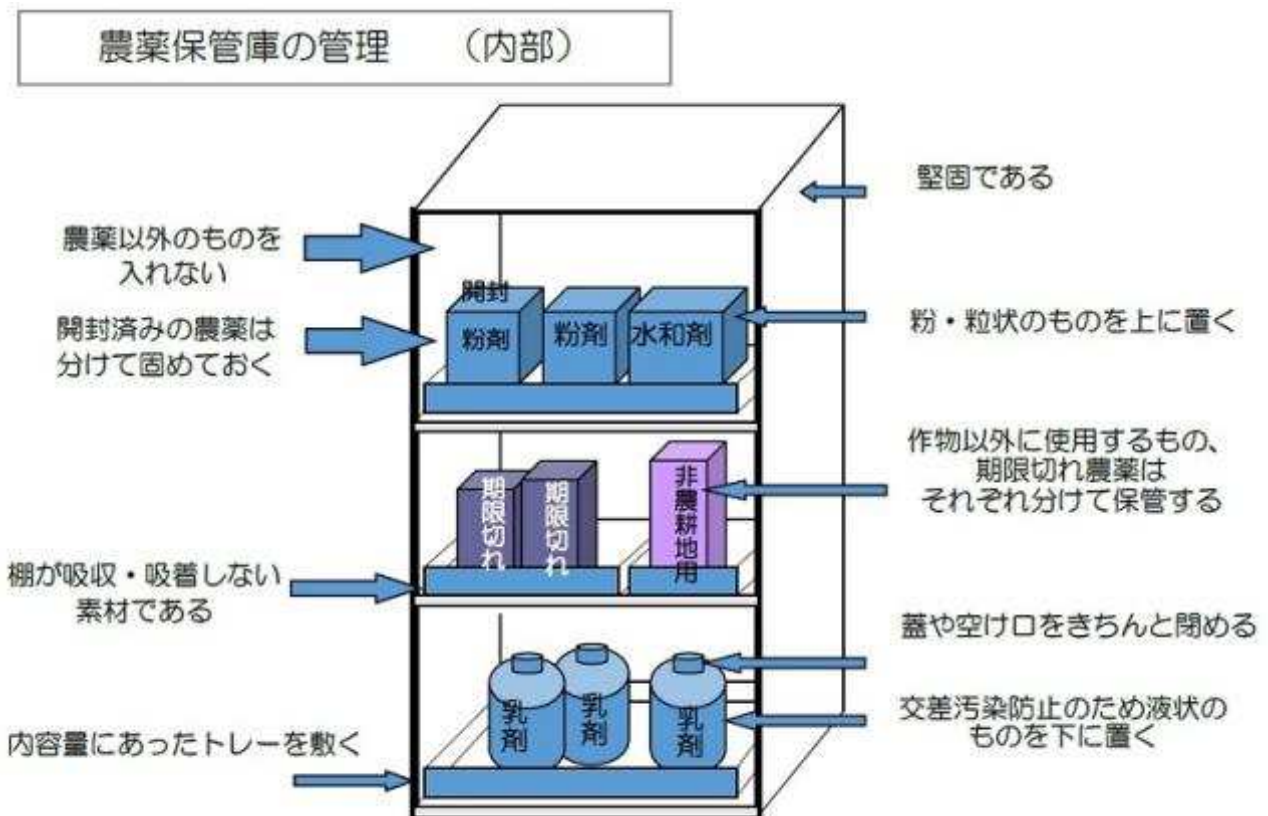 農薬保管庫の管理　（内部）
堅固である
農薬以外のものを
入れない
開封済みの農薬は
分けて固めておく
開封
粉剤
粉剤
水和剤
粉・粒状のものを上に置く
作物以外に使用するもの、
期限切れ農薬は
それぞれ分けて保管する
期限切れ
期限切れ
非農耕地用
棚が吸収・吸着しない
素材である
蓋や空け口をきちんと閉める
乳剤
乳剤
乳剤
交差汚染防止のため液状の
ものを下に置く
内容量にあったトレーを敷く